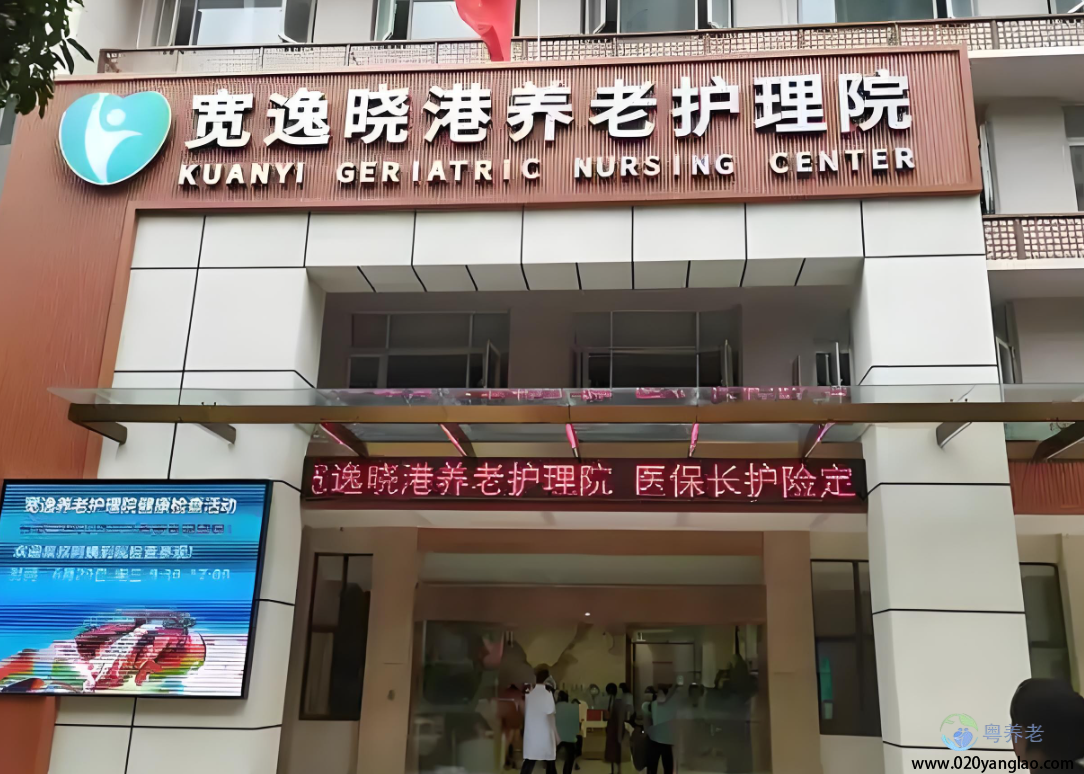 宽逸晓港养老护理院
KUANYI GERIATRIC NURSING CENTER
逸晓港养老护理院 医保长护险定
宽逸养老护理院健康检查活动
粤养老
www.020yanglao.com